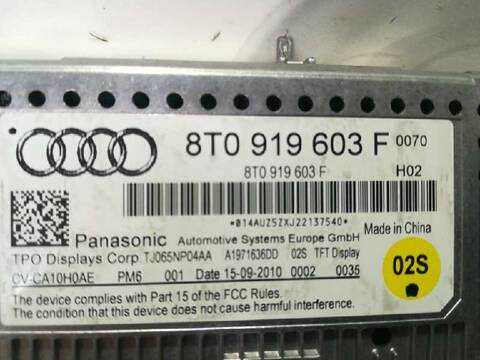 8T0 919 603 F 0070
8T0 919 603 F H02
*014AUZ5ZXJ22137540*
Panasonic Automotive Systems Europe GmbH
Made in China
TPO Displays Corp. TJ065NP04AA A1971636DD 02S TFT Display
CV-CA10H0AE PM6 001 Date 15-09-2010 0002 0035
02S
The device complies with Part 15 of the FCC Rules.
The condition that this device does not cause harmful interference.